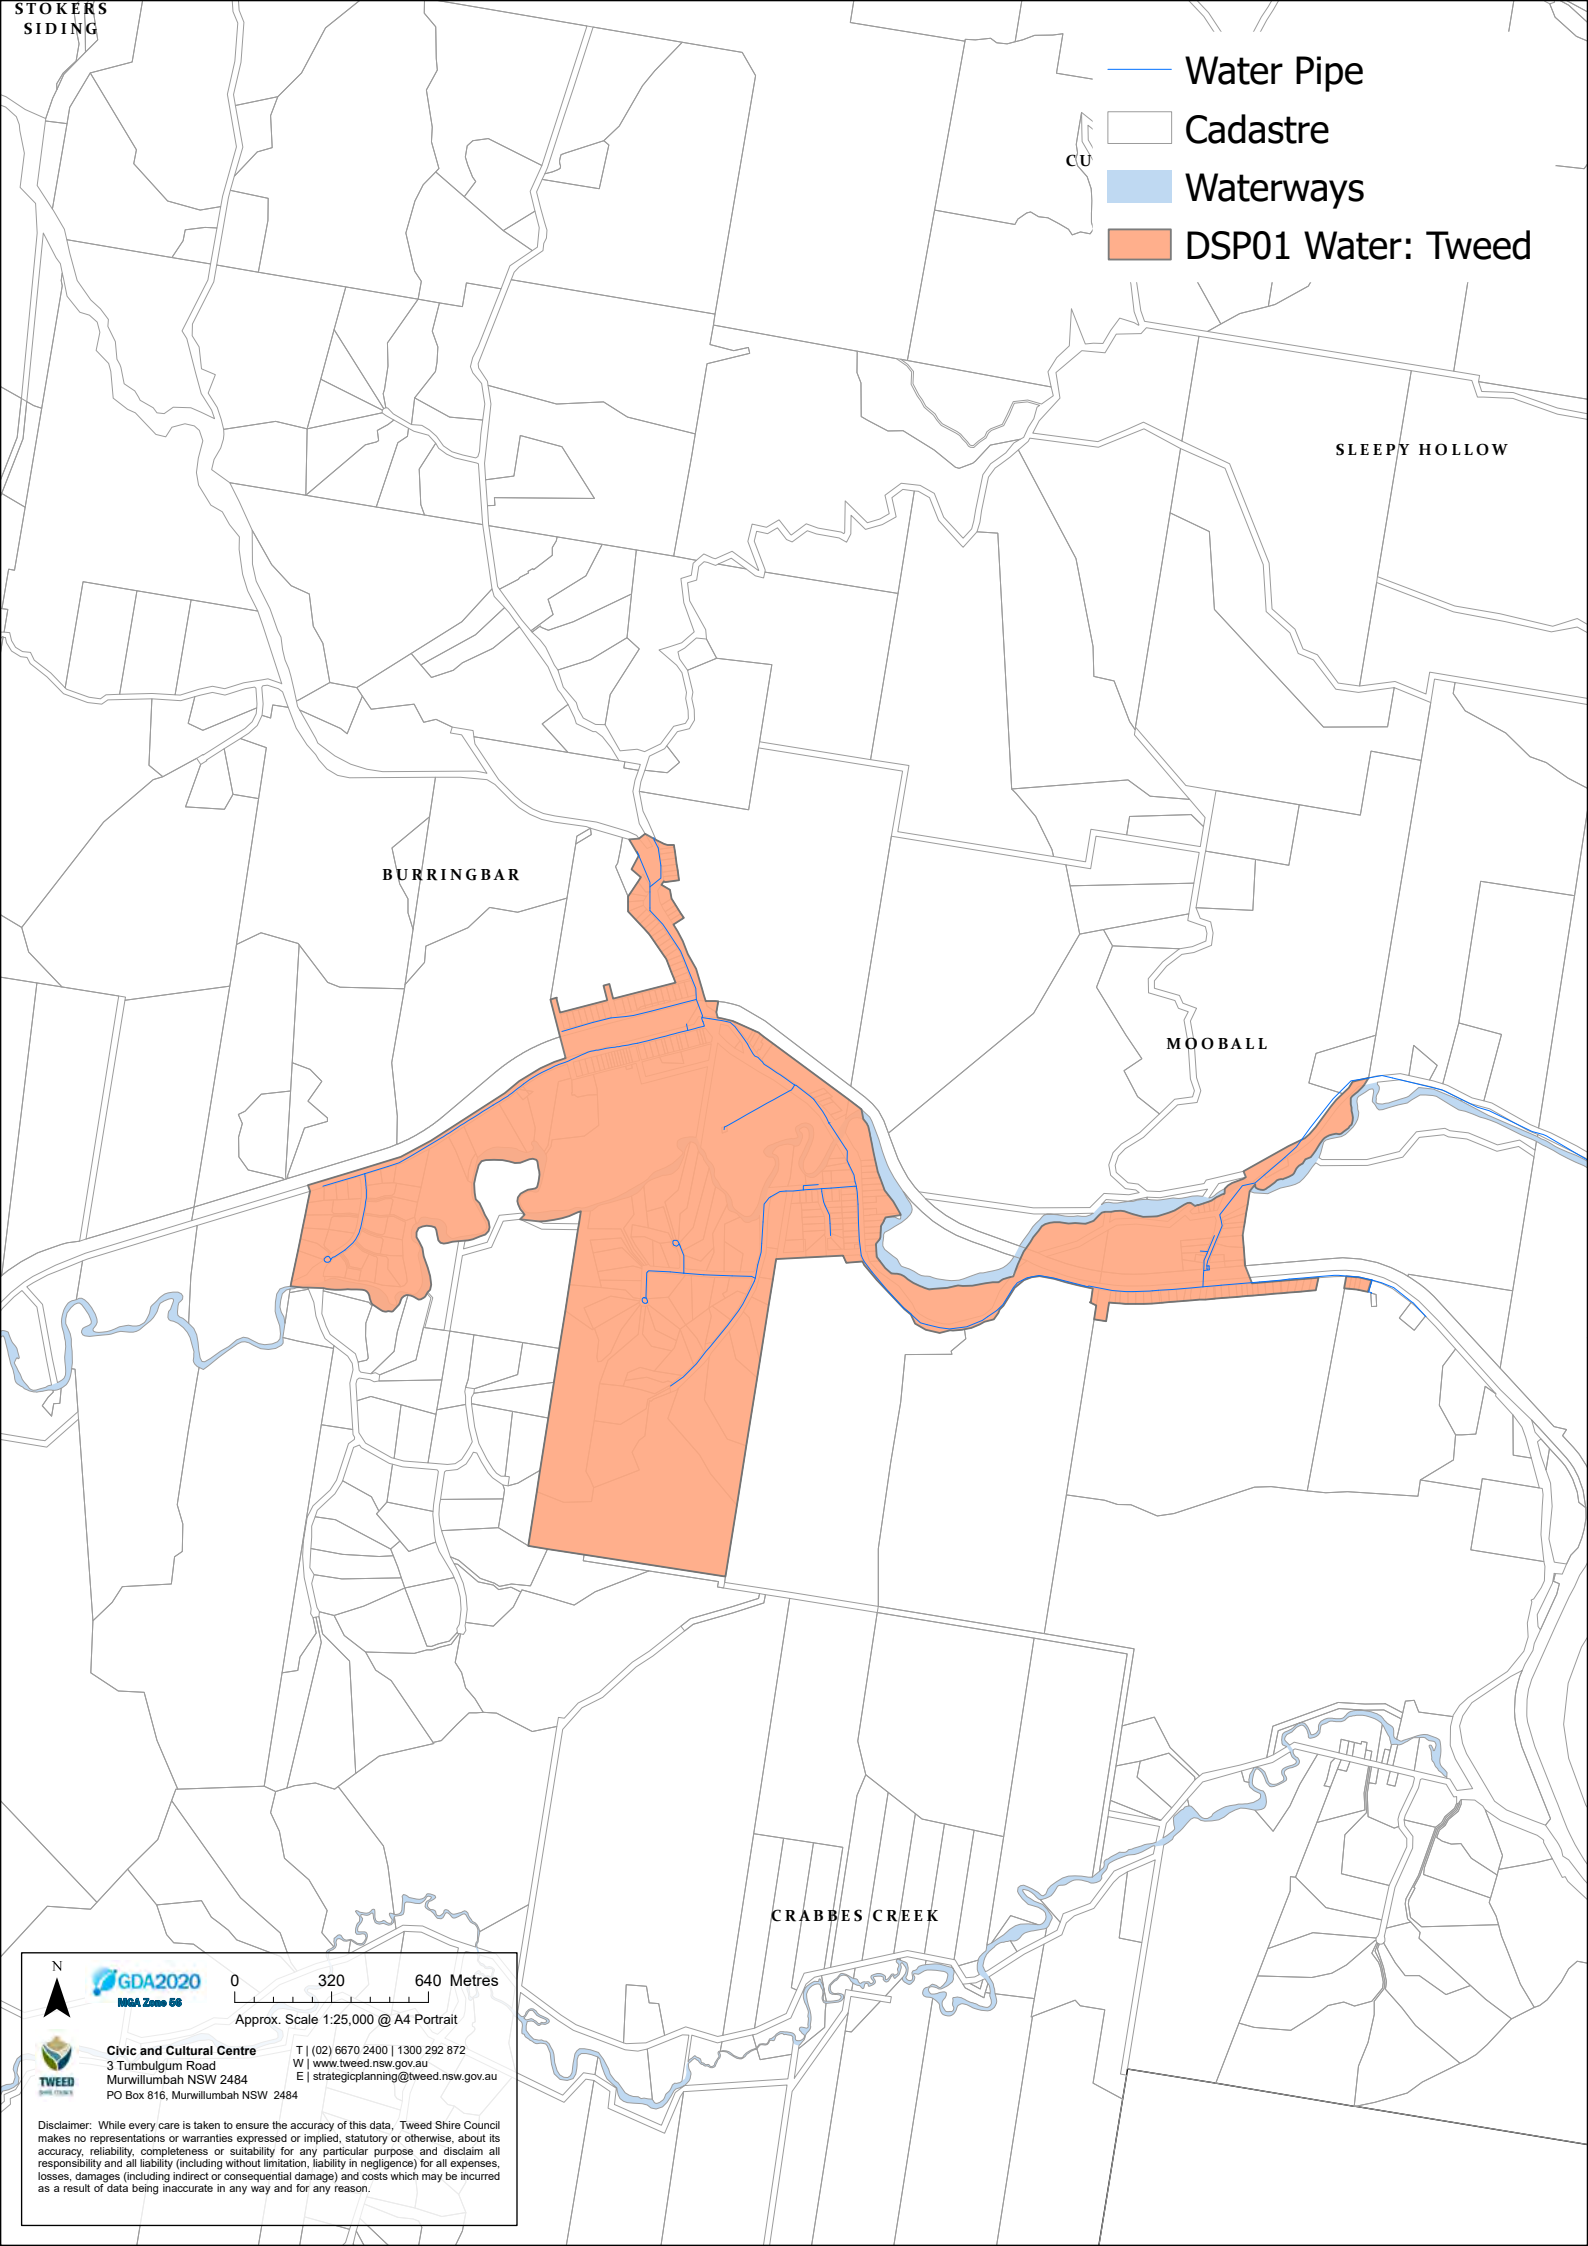 STOKERS
SIDING
Water Pipe
Cadastre
CU
Waterways
DSP01 Water: Tweed
SLEEPY HOLLOW
BURRINGBAR
MOOBALL
CRABBES CREEK
N
GDA2020
MGA Zone 56
0 320 640 Metres
Approx. Scale 1:25,000 @ A4 Portrait
TWEED
SHIRE COUNCIL
Civic and Cultural Centre
3 Tumbulgum Road
Murwillumbah NSW 2484
PO Box 816, Murwillumbah NSW 2484
T | (02) 6670 2400 | 1300 292 872
W | www.tweed.nsw.gov.au
E | strategicplanning@tweed.nsw.gov.au
Disclaimer: While every care is taken to ensure the accuracy of this data, Tweed Shire Council
makes no representations or warranties expressed or implied, statutory or otherwise, about its
accuracy, reliability, completeness or suitability for any particular purpose and disclaim all
responsibility and all liability (including without limitation, liability in negligence) for all expenses,
losses, damages (including indirect or consequential damage) and costs which may be incurred
as a result of data being inaccurate in any way and for any reason.